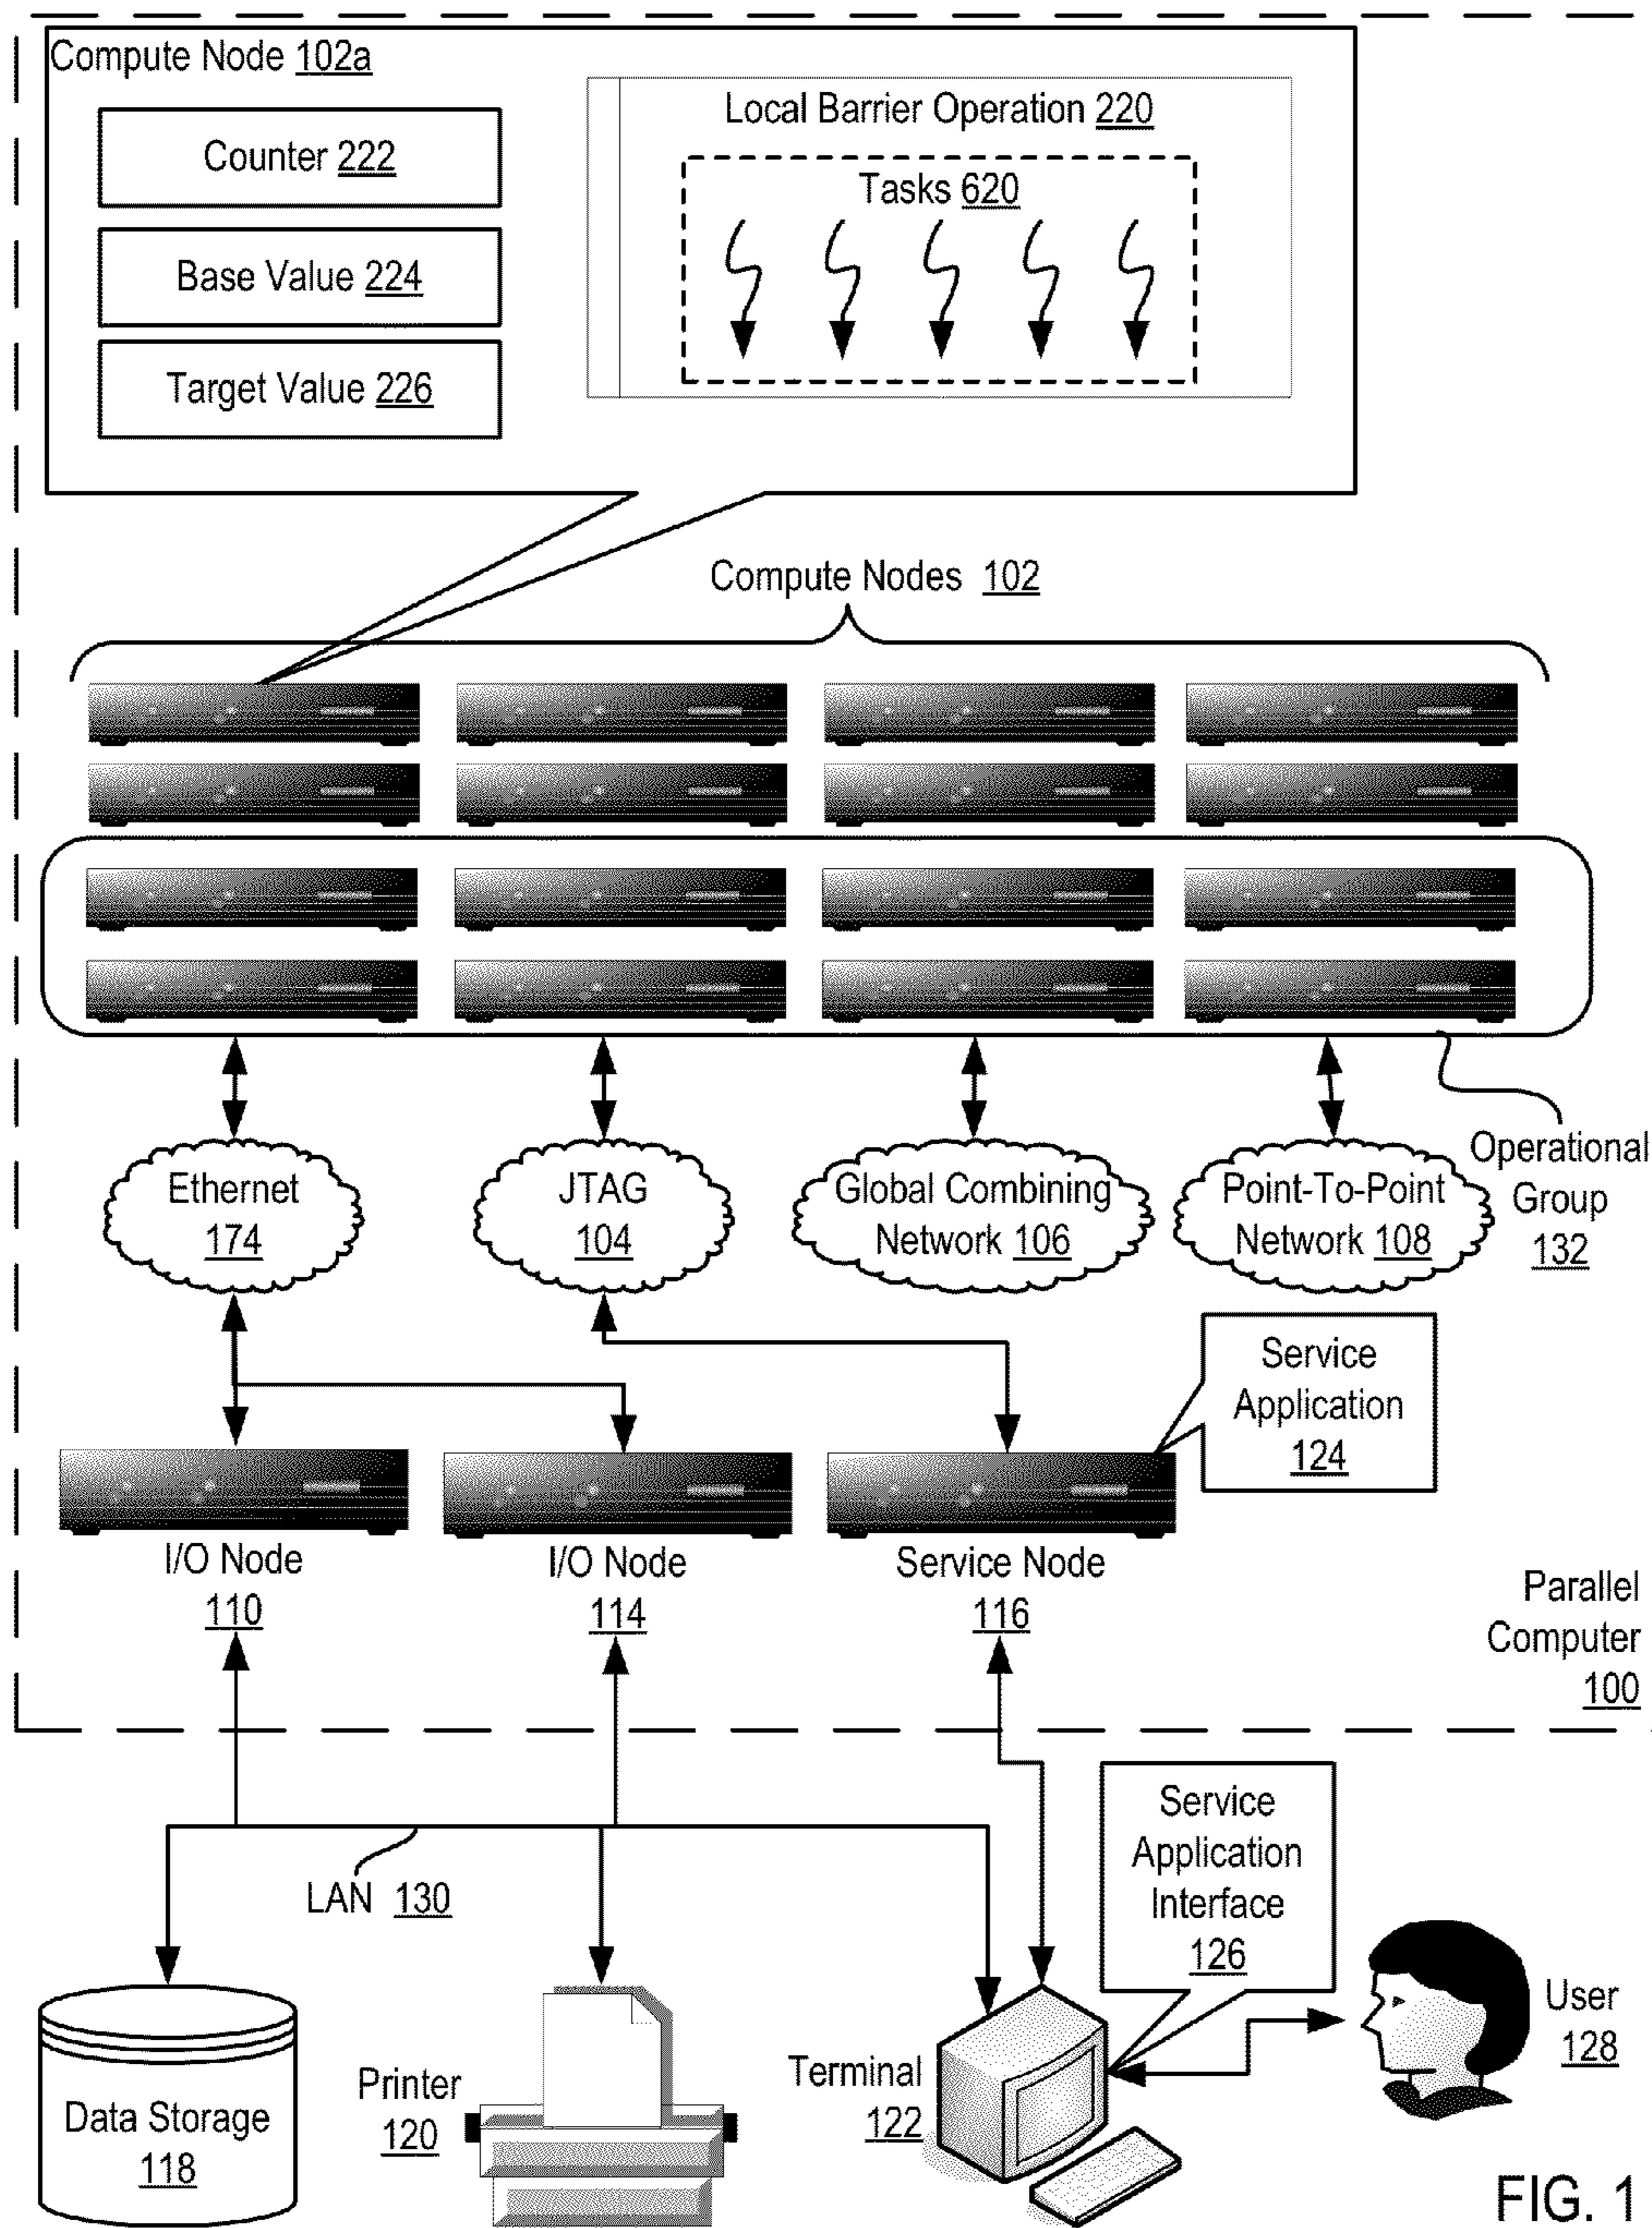 Compute Node 102a
Counter 222
Base Value 224
Target Value 226
Local Barrier Operation 220
Tasks 620
Compute Nodes 102
Ethernet
174
JTAG
104
Global Combining
Network 106
Point-To-Point
Network 108
Operational
Group
132
Service
Application
124
I/O Node
110
I/O Node
114
Service Node
116
Parallel
Computer
100
LAN 130
Service
Application
Interface
126
Data Storage
118
Printer
120
Terminal
122
User
128
FIG. 1